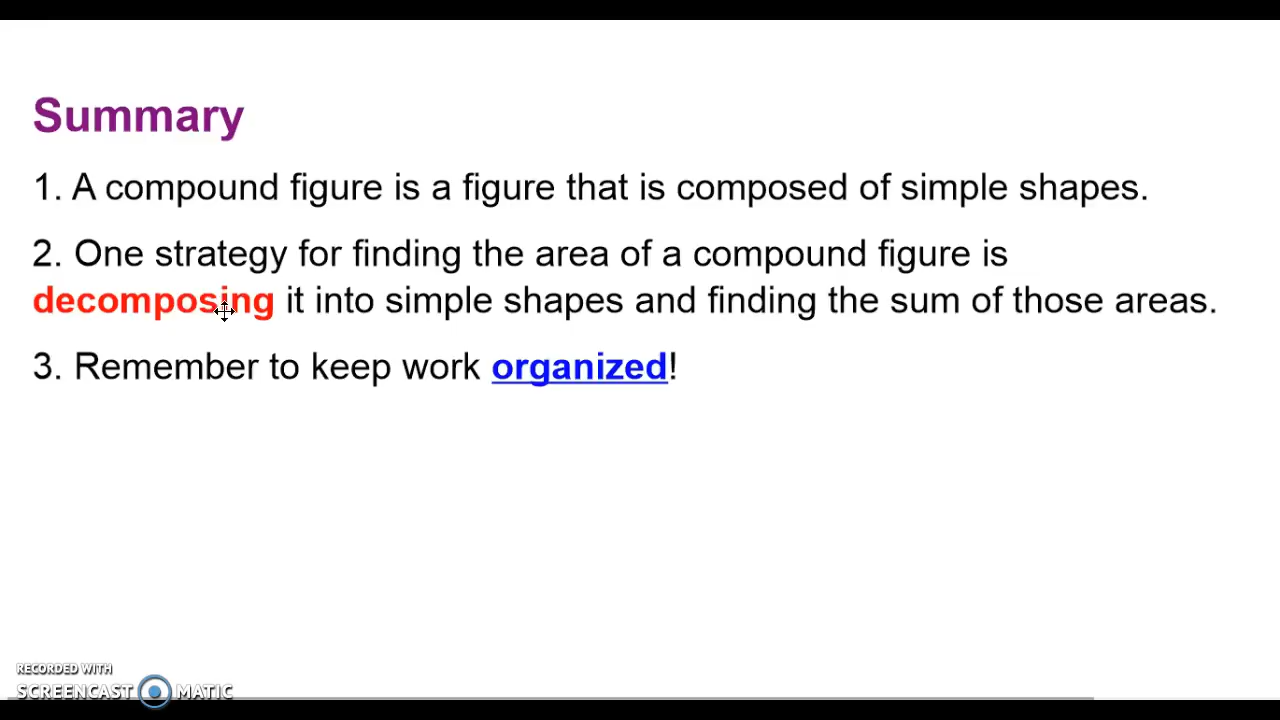 Summary
1. A compound figure is a figure that is composed of simple shapes.
2. One strategy for finding the area of a compound figure is
decomposing it into simple shapes and finding the sum of those areas.
3. Remember to keep work organized!
RECORDED WITH
SCREENCAST MATIC